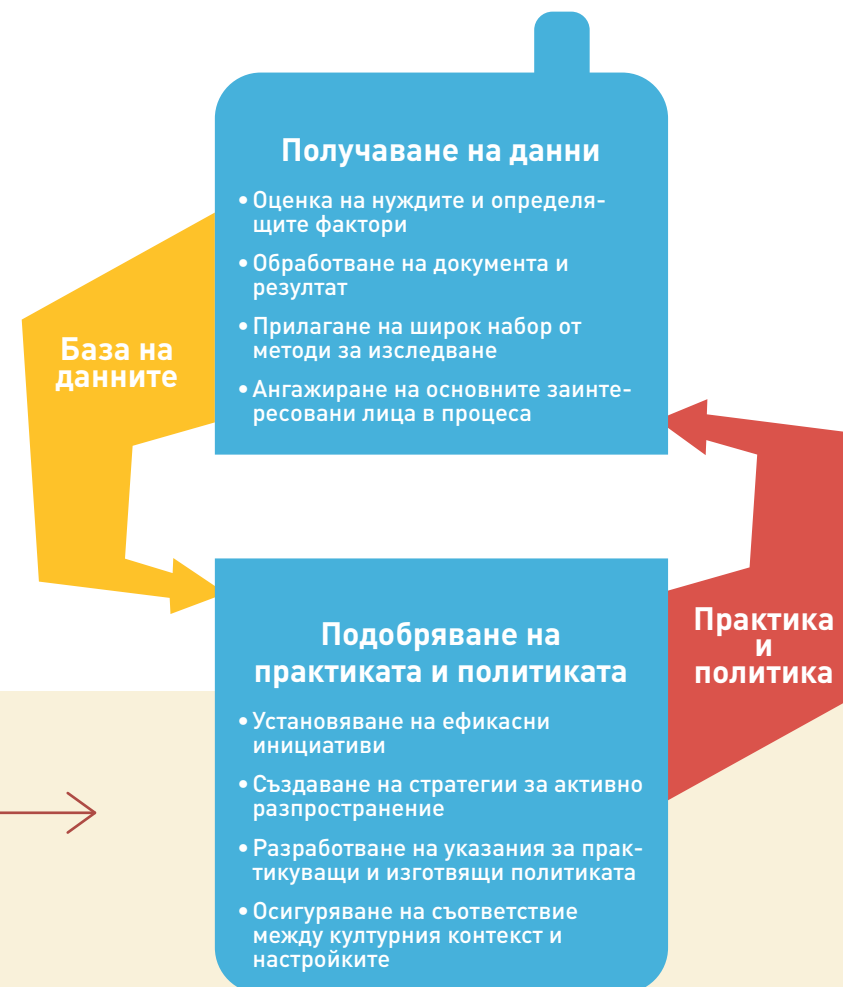 Получаване на данни
• Оценка на нуждите и определя-
щите фактори
• Обработване на документа и
резултат
• Прилагане на широк набор от
методи за изследване
• Ангажиране на основните заинте-
ресовани лица в процеса
База на
данните
Подобряване на
практиката и политиката
• Установяване на ефикасни
инициативи
• Създаване на стратегии за активно
разпространение
• Разработване на указания за прак-
тикуващи и изготвящи политиката
• Осигуряване на съответствие
между културния контекст и
настройките
Практика
и
политика